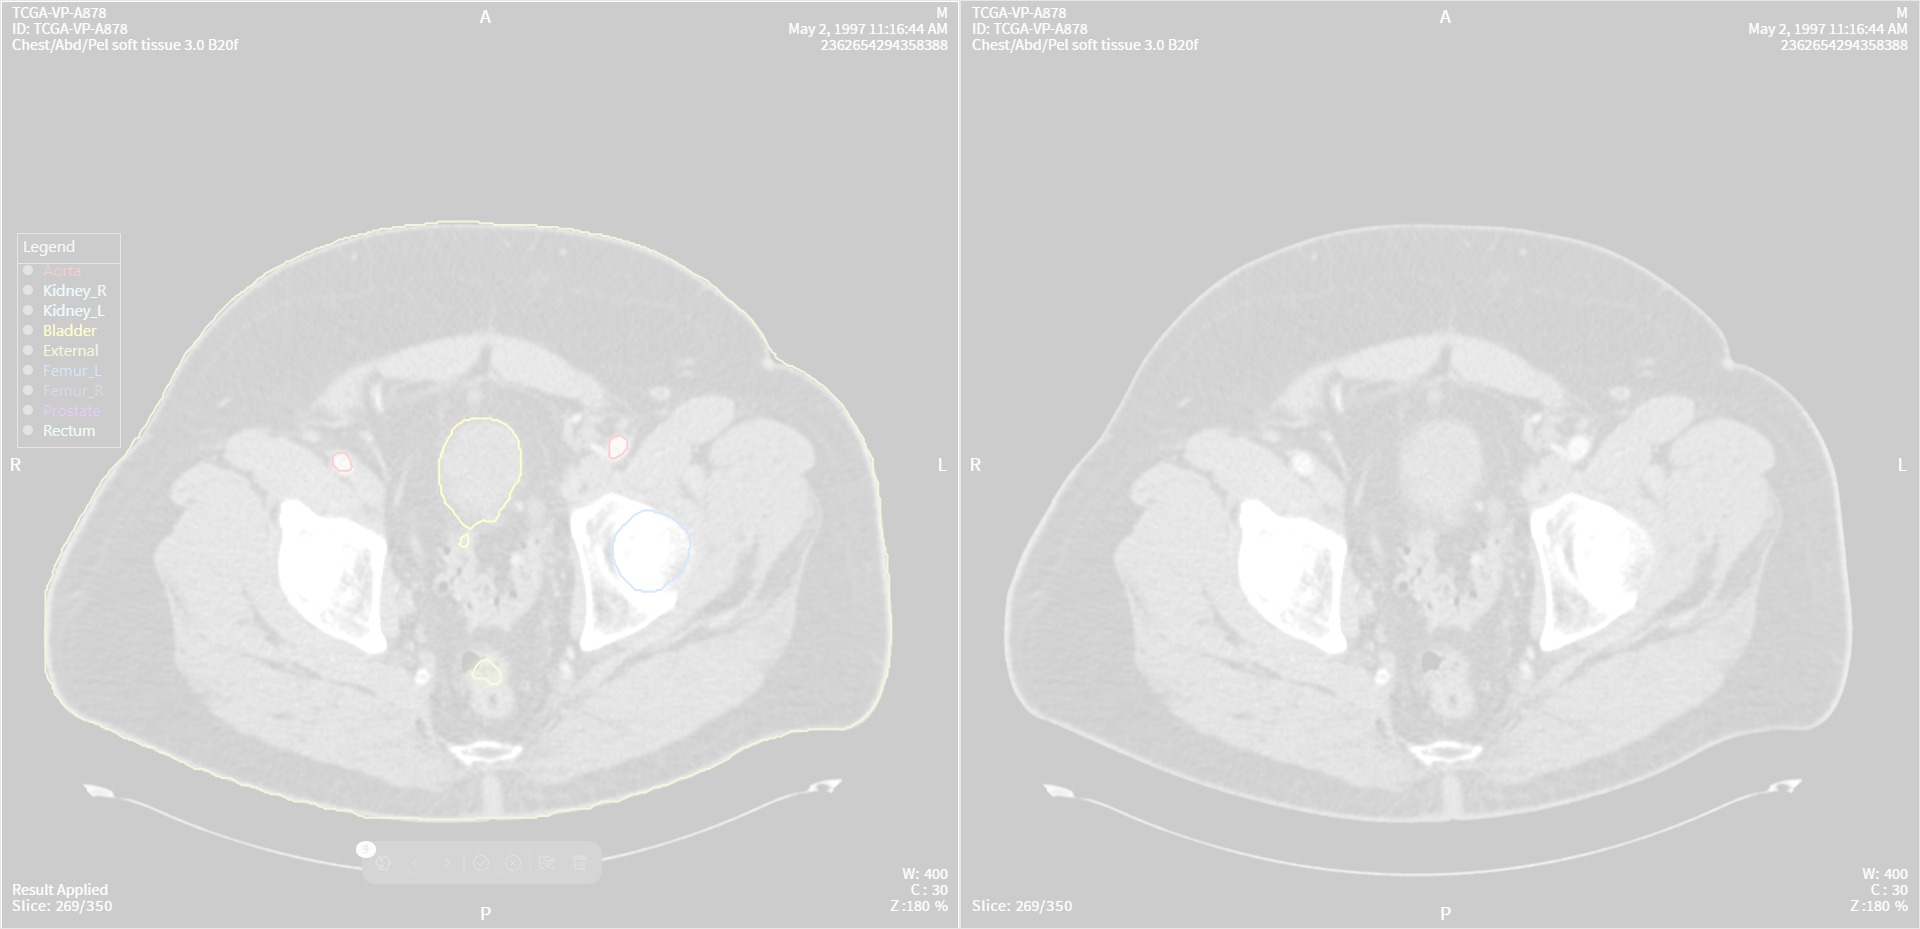 TCGA-VP-A878
ID: TCGA-VP-A878
Chest/Abd/Pel soft tissue 3.0 B20f
A
M
May 2, 1997 11:16:44 AM
2362654294358388
Legend
Aorta
Kidney_R
Kidney_L
Bladder
External
Femur_L
Femur_R
Prostate
Rectum
R
L
9
Result Applied
Slice: 269/350
P
W: 400
C: 30
Z:180 %
TCGA-VP-A878
ID: TCGA-VP-A878
Chest/Abd/Pel soft tissue 3.0 B20f
A
M
May 2, 1997 11:16:44 AM
2362654294358388
R
L
Slice: 269/350
P
W: 400
C: 30
Z:180 %